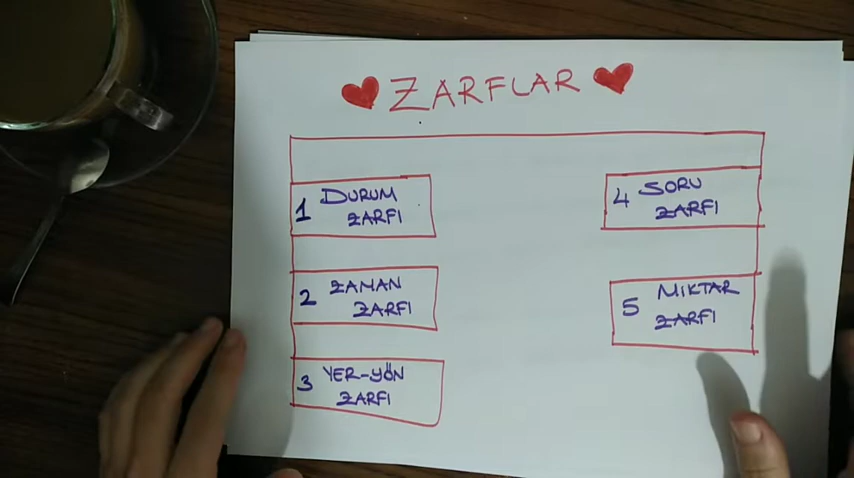 ZARFLAR
1 DURUM
ZARFI
2 ZAMAN
ZARFI
3 YER-YÖN
ZARFI
4 SORU
ZARFI
5 MIKTAR
ZARFI